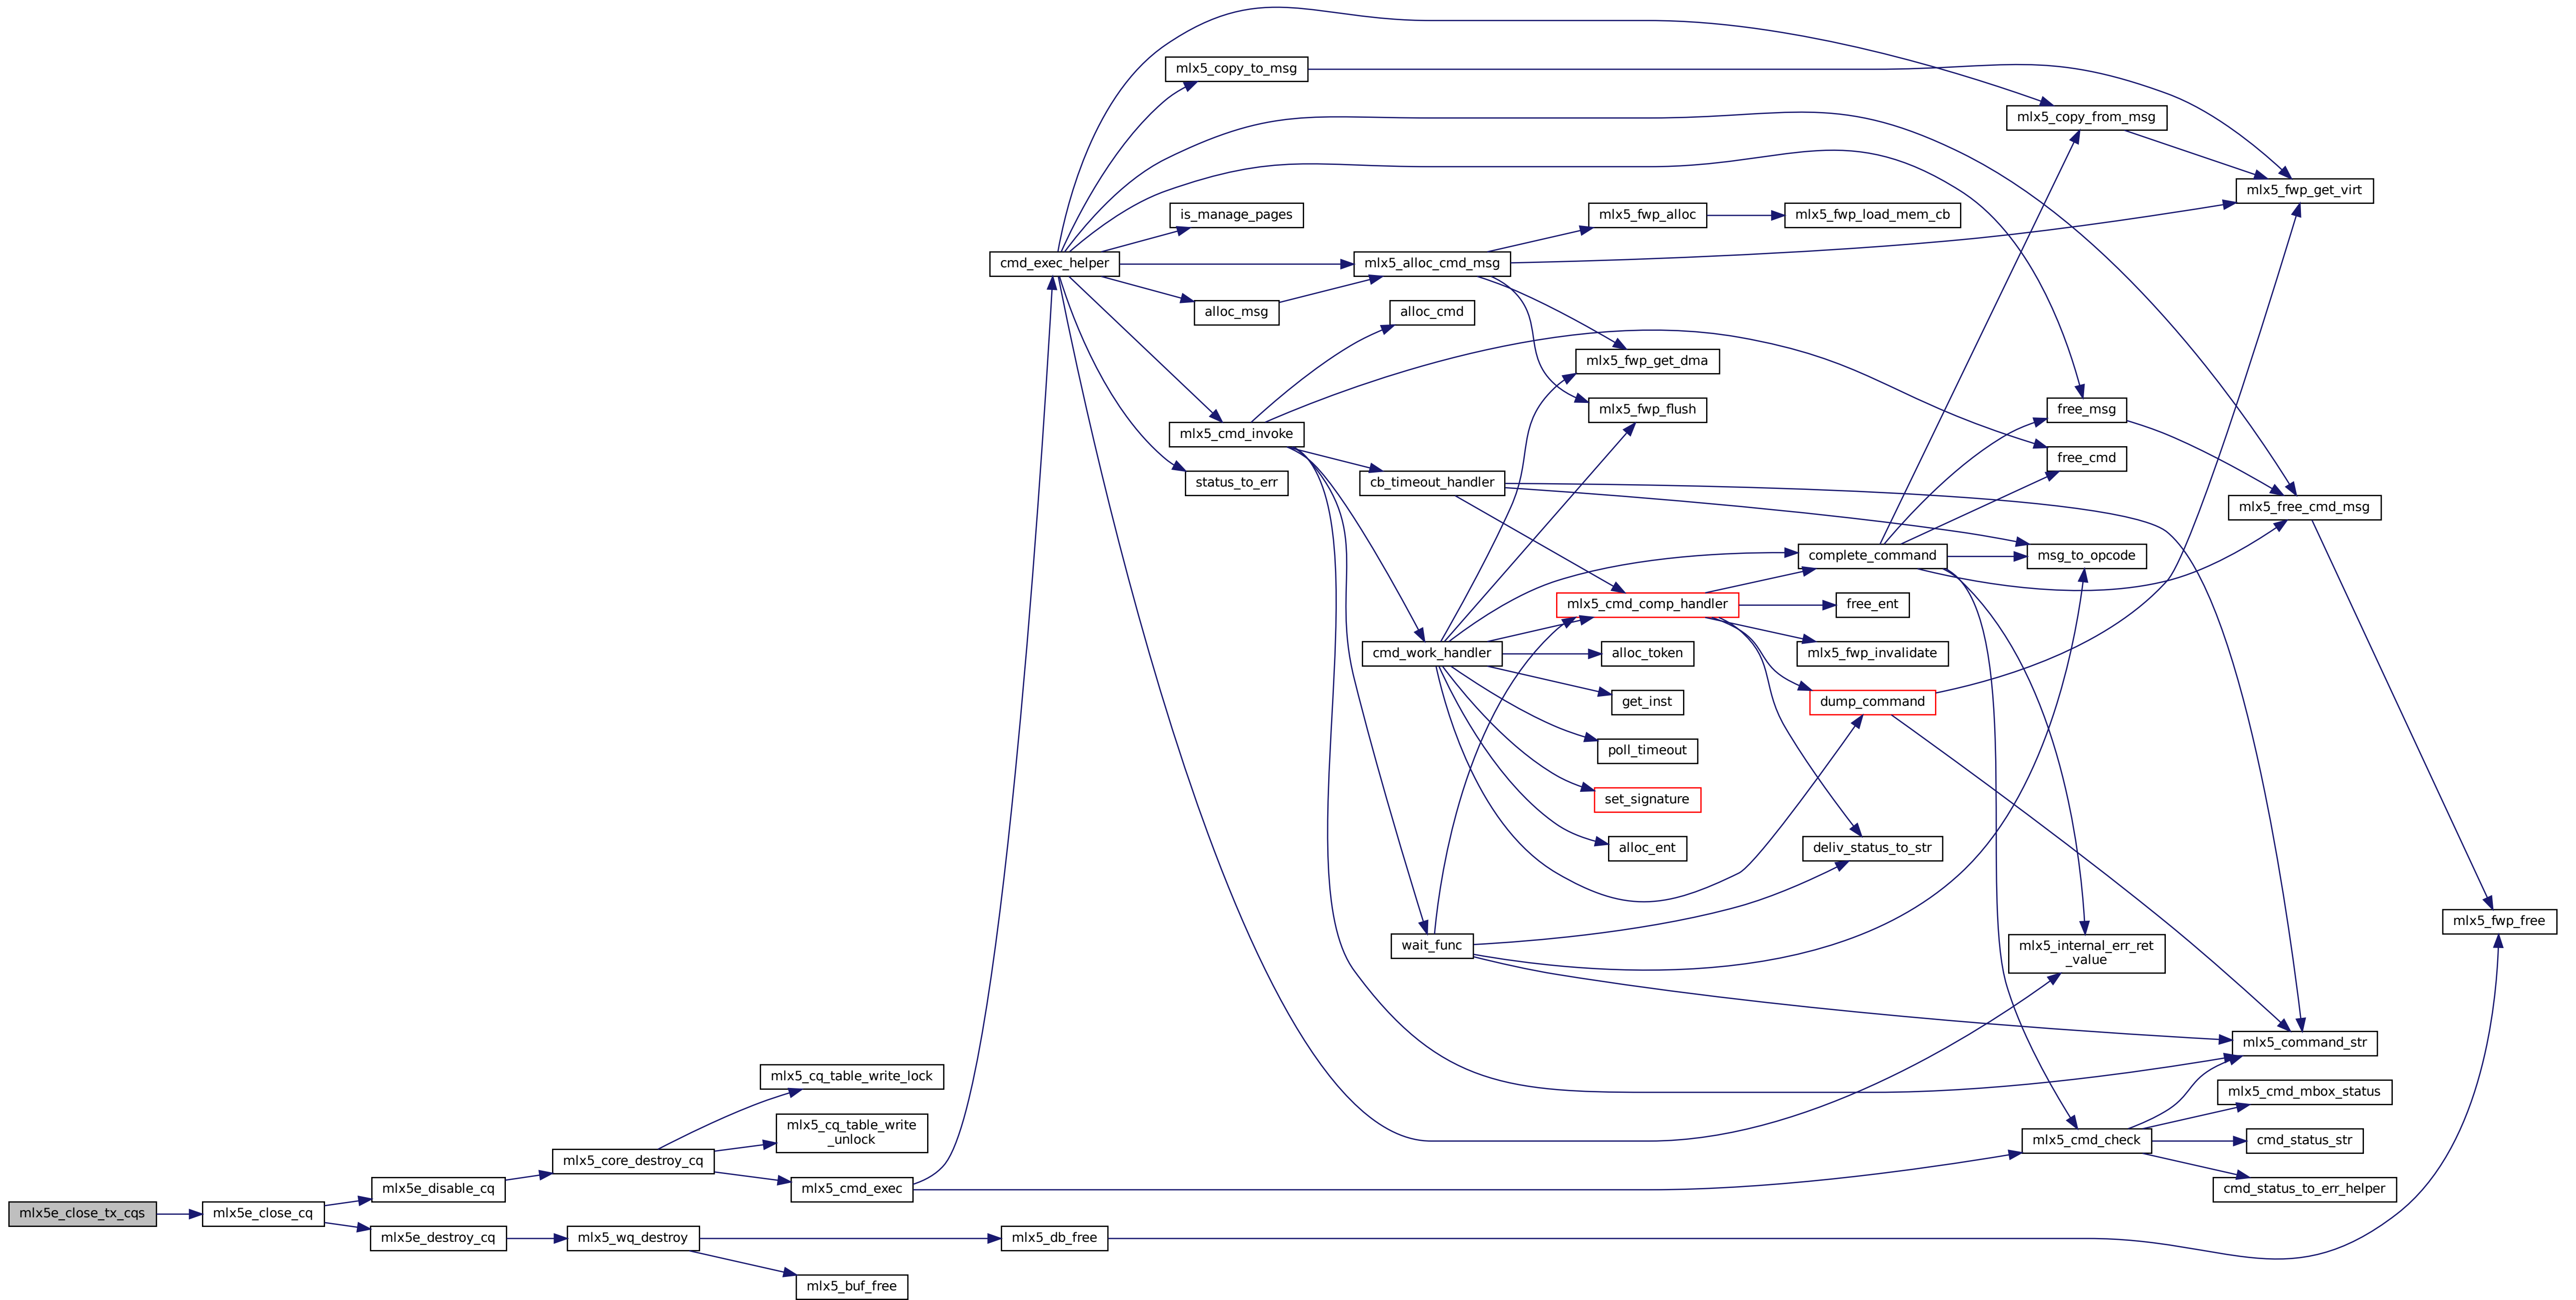 mlx5_copy_to_msg
mlx5_copy_from_msg
mlx5_fwp_get_virt
is_manage_pages
mlx5_fwp_alloc
mlx5_fwp_load_mem_cb
cmd_exec_helper
mlx5_alloc_cmd_msg
alloc_msg
alloc_cmd
mlx5_fwp_get_dma
mlx5_fwp_flush
free_msg
mlx5_cmd_invoke
free_cmd
status_to_err
cb_timeout_handler
mlx5_free_cmd_msg
complete_command
msg_to_opcode
mlx5_cmd_comp_handler
free_ent
cmd_work_handler
alloc_token
mlx5_fwp_invalidate
get_inst
dump_command
poll_timeout
set_signature
alloc_ent
deliv_status_to_str
mlx5_fwp_free
wait_func
mlx5_internal_err_ret
_value
mlx5_command_str
mlx5_cq_table_write_lock
mlx5_cmd_mbox_status
mlx5_cq_table_write
_unlock
mlx5_cmd_check
cmd_status_str
mlx5_core_destroy_cq
mlx5e_disable_cq
mlx5_cmd_exec
cmd_status_to_err_helper
mlx5e_close_tx_cqs
mlx5e_close_cq
mlx5e_destroy_cq
mlx5_wq_destroy
mlx5_db_free
mlx5_buf_free